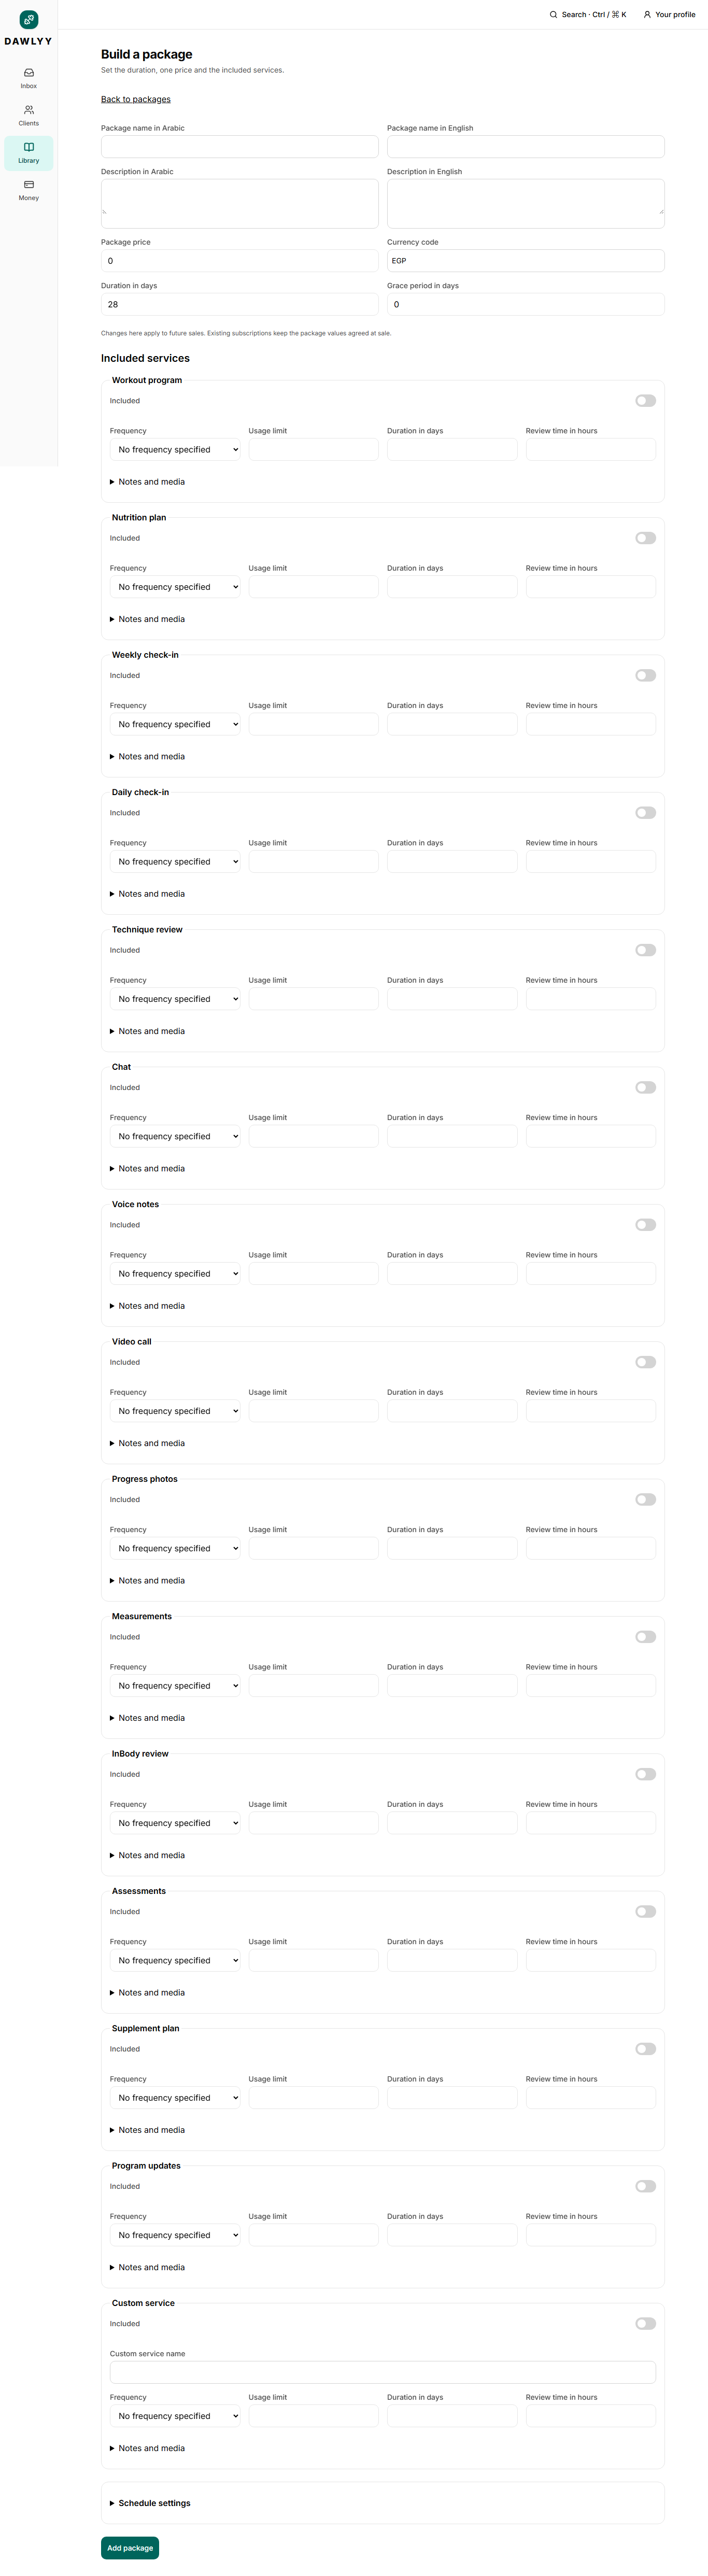 Search · Ctrl / ⌘ K
Your profile
DAWLYY
Inbox
Clients
Library
Money
Build a package
Set the duration, one price and the included services.
Back to packages
Package name in Arabic
Package name in English
Description in Arabic
Description in English
Package price
Currency code
0
EGP
Duration in days
Grace period in days
28
0
Changes here apply to future sales. Existing subscriptions keep the package values agreed at sale.
Included services
Workout program
Included
Frequency
Usage limit
Duration in days
Review time in hours
No frequency specified
Notes and media
Nutrition plan
Included
Frequency
Usage limit
Duration in days
Review time in hours
No frequency specified
Notes and media
Weekly check-in
Included
Frequency
Usage limit
Duration in days
Review time in hours
No frequency specified
Notes and media
Daily check-in
Included
Frequency
Usage limit
Duration in days
Review time in hours
No frequency specified
Notes and media
Technique review
Included
Frequency
Usage limit
Duration in days
Review time in hours
No frequency specified
Notes and media
Chat
Included
Frequency
Usage limit
Duration in days
Review time in hours
No frequency specified
Notes and media
Voice notes
Included
Frequency
Usage limit
Duration in days
Review time in hours
No frequency specified
Notes and media
Video call
Included
Frequency
Usage limit
Duration in days
Review time in hours
No frequency specified
Notes and media
Progress photos
Included
Frequency
Usage limit
Duration in days
Review time in hours
No frequency specified
Notes and media
Measurements
Included
Frequency
Usage limit
Duration in days
Review time in hours
No frequency specified
Notes and media
InBody review
Included
Frequency
Usage limit
Duration in days
Review time in hours
No frequency specified
Notes and media
Assessments
Included
Frequency
Usage limit
Duration in days
Review time in hours
No frequency specified
Notes and media
Supplement plan
Included
Frequency
Usage limit
Duration in days
Review time in hours
No frequency specified
Notes and media
Program updates
Included
Frequency
Usage limit
Duration in days
Review time in hours
No frequency specified
Notes and media
Custom service
Included
Custom service name
Frequency
Usage limit
Duration in days
Review time in hours
No frequency specified
Notes and media
Schedule settings
Add package